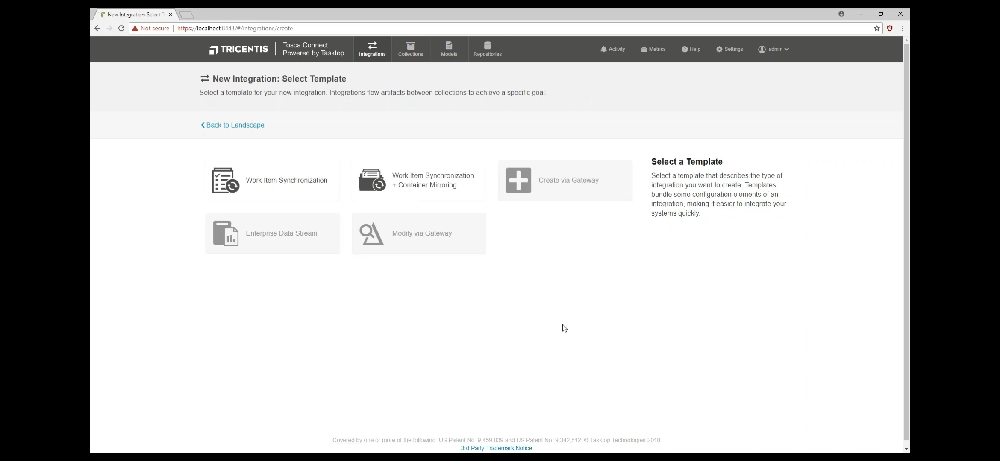 New Integration: Select T
Not secure
https://localhost:8443/#/integrations/create
TRICENTIS
Tosca Connect
Powered by Tasktop
Integrations
Collections
Models
Repositories
Activity
Metrics
Help
Settings
admin
New Integration: Select Template
Select a template for your new integration. Integrations flow artifacts between collections to achieve a specific goal.
Back to Landscape
Work Item Synchronization
Work Item Synchronization
+ Container Mirroring
Create via Gateway
Enterprise Data Stream
Modify via Gateway
Select a Template
Select a template that describes the type of
integration you want to create. Templates
bundle some configuration elements of an
integration, making it easier to integrate your
systems quickly.
Covered by one or more of the following: US Patent No. 9,459,839 and US Patent No. 9,342,512. © Tasktop Technologies 2018
3rd Party Trademark Notice